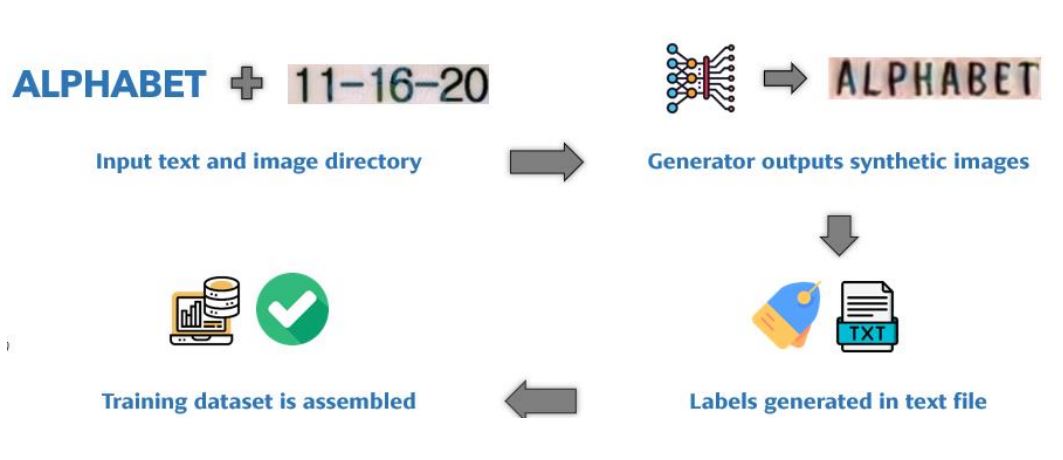 ALPHABET
11-16-20
ALPHABET
Input text and image directory
Generator outputs synthetic images
TXT
Labels generated in text file
Training dataset is assembled